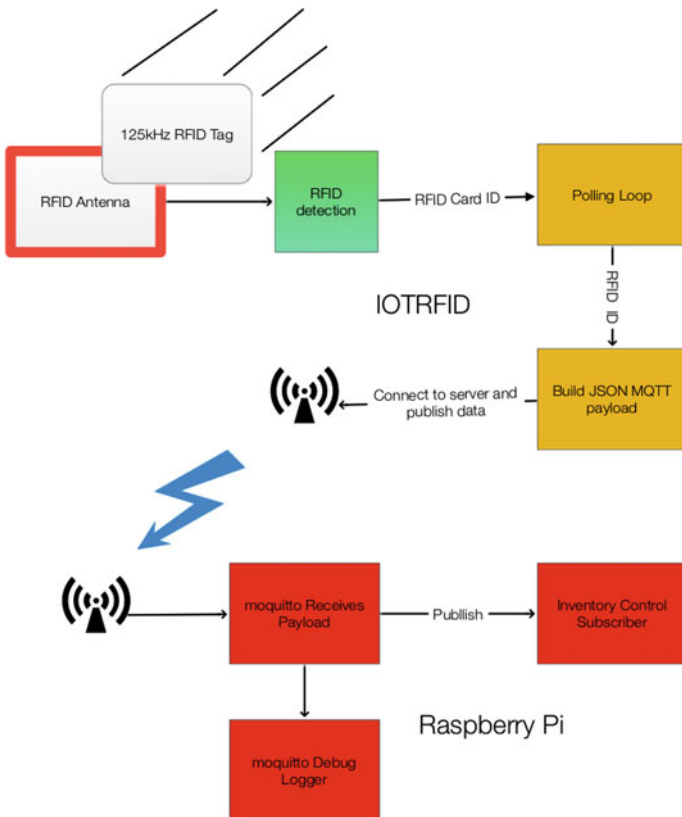 125kHz RFID Tag
RFID Antenna
RFID
detection
RFID Card ID
Polling Loop
RFID ID
IOTRFID
Connect to server and
publish data
Build JSON MQTT
payload
moquitto Receives
Payload
Publlish
Inventory Control
Subscriber
Raspberry Pi
moquitto Debug
Logger